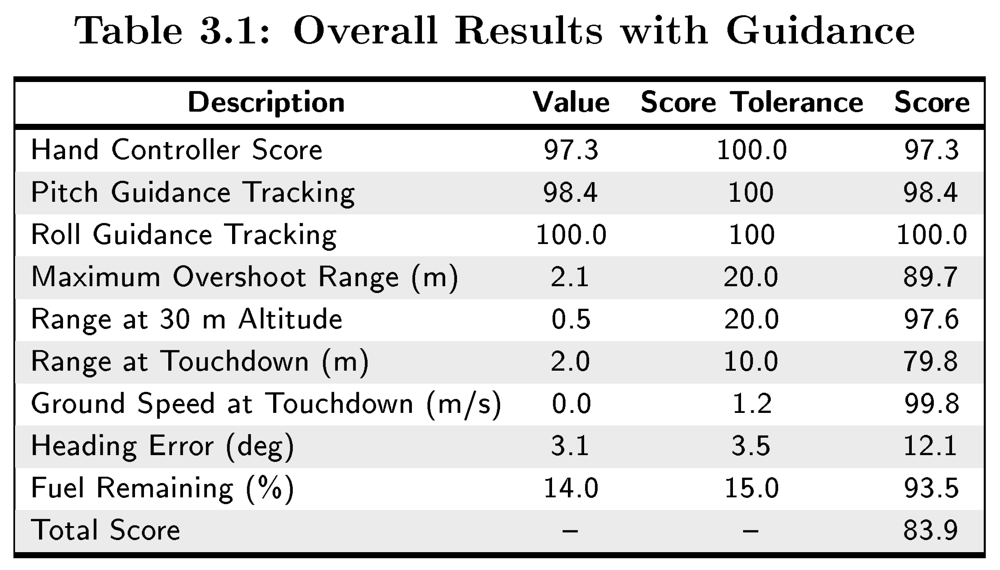 Table 3.1: Overall Results with Guidance
Description Value Score Tolerance Score
Hand Controller Score 97.3 100.0 97.3
Pitch Guidance Tracking 98.4 100 98.4
Roll Guidance Tracking 100.0 100 100.0
Maximum Overshoot Range (m) 2.1 20.0 89.7
Range at 30 m Altitude 0.5 20.0 97.6
Range at Touchdown (m) 2.0 10.0 79.8
Ground Speed at Touchdown (m/s) 0.0 1.2 99.8
Heading Error (deg) 3.1 3.5 12.1
Fuel Remaining (%) 14.0 15.0 93.5
Total Score – – 83.9